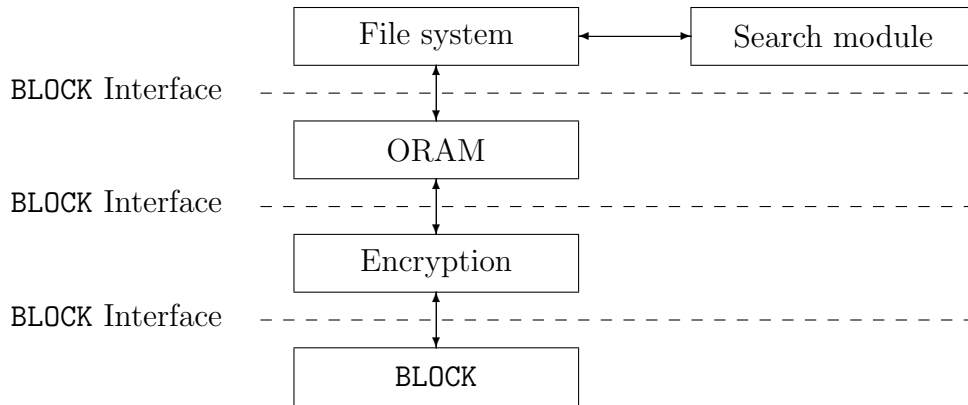 File system
Search module
BLOCK Interface
ORAM
BLOCK Interface
Encryption
BLOCK Interface
BLOCK